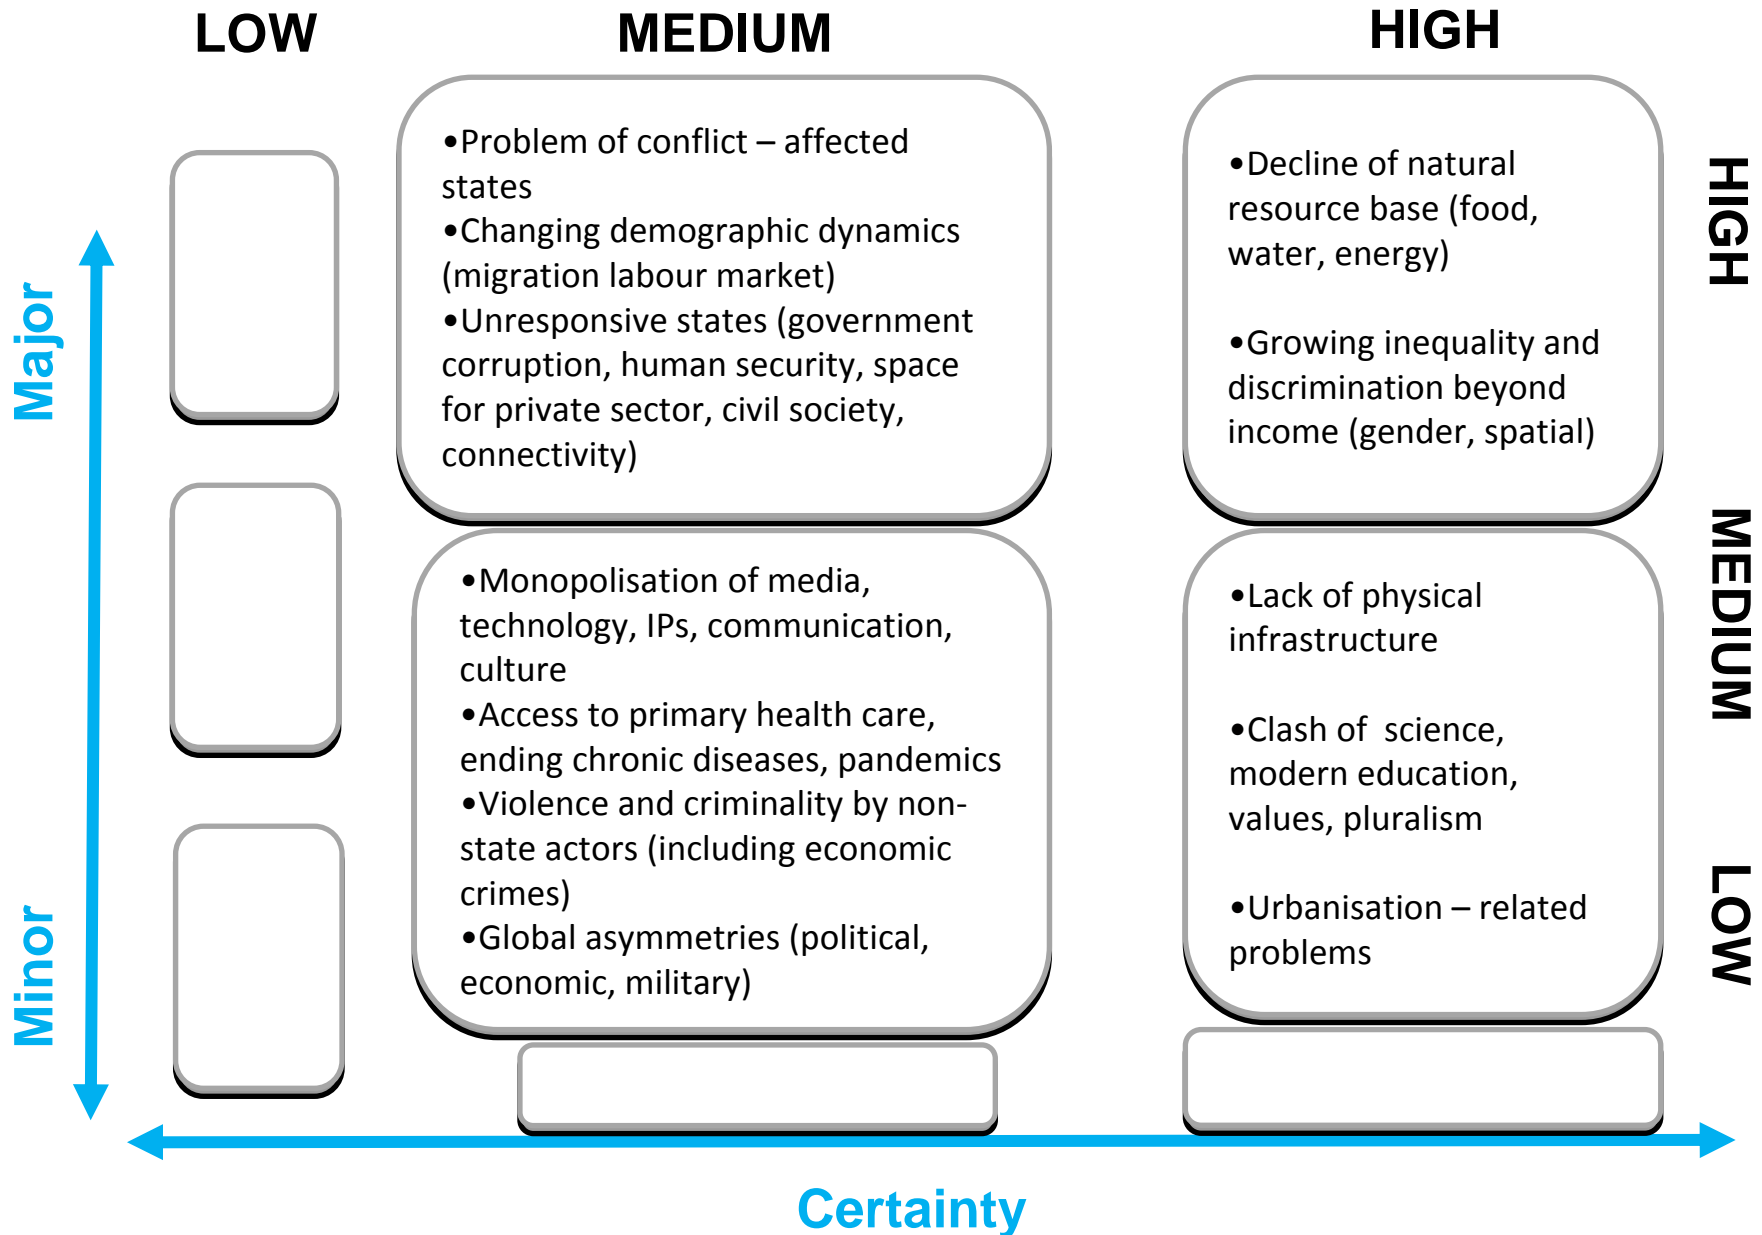 LOW
MEDIUM
HIGH
•Problem of conflict – affected
states
•Changing demographic dynamics
(migration labour market)
•Unresponsive states (government
corruption, human security, space
for private sector, civil society,
connectivity)
•Decline of natural
resource base (food,
water, energy)
•Growing inequality and
discrimination beyond
income (gender, spatial)
HIGH
Major
•Monopolisation of media,
technology, IPs, communication,
culture
•Access to primary health care,
ending chronic diseases, pandemics
•Violence and criminality by non-
state actors (including economic
crimes)
•Global asymmetries (political,
economic, military)
•Lack of physical
infrastructure
•Clash of  science,
modern education,
values, pluralism
•Urbanisation – related
problems
MEDIUM
LOW
Minor
Certainty